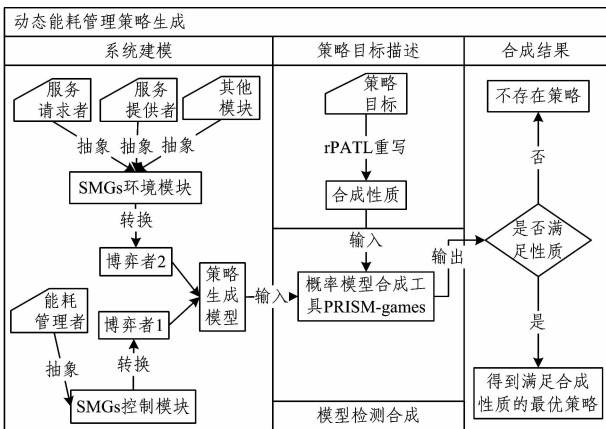 动态能耗管理策略生成
系统建模
策略目标描述
合成结果
服务
请求者
服务
提供者
其他
模块
抽象
抽象
抽象
SMGs环境模块
转换
博弈者2
能耗
管理者
博弈者1
策略
生成
模型
抽象
转换
SMGs控制模块
策略
目标
rPATL重写
合成性质
输入
输入
概率模型合成工
具PRISM-games
输出
模型检测合成
不存在策略
否
是否满
足性质
是
得到满足合成
性质的最优策略